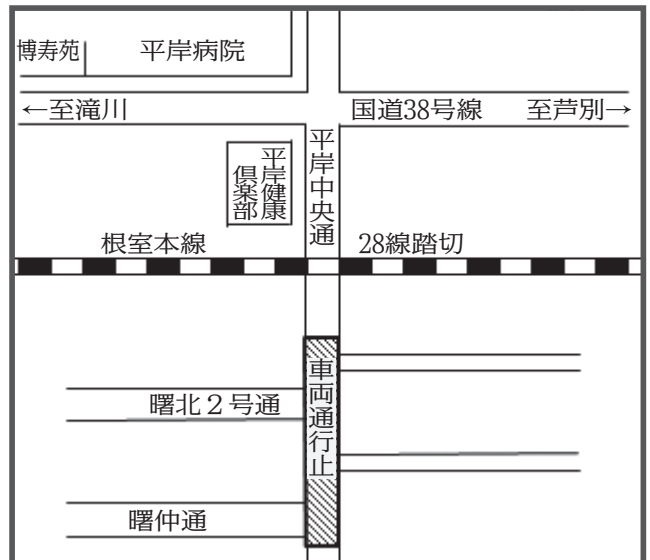 博寿苑
平岸病院
←至滝川
国道38号線
至芦別→
平岸中央通
平岸健康
倶楽部
根室本線
28線踏切
車両通行止
曙北２号通
曙仲通